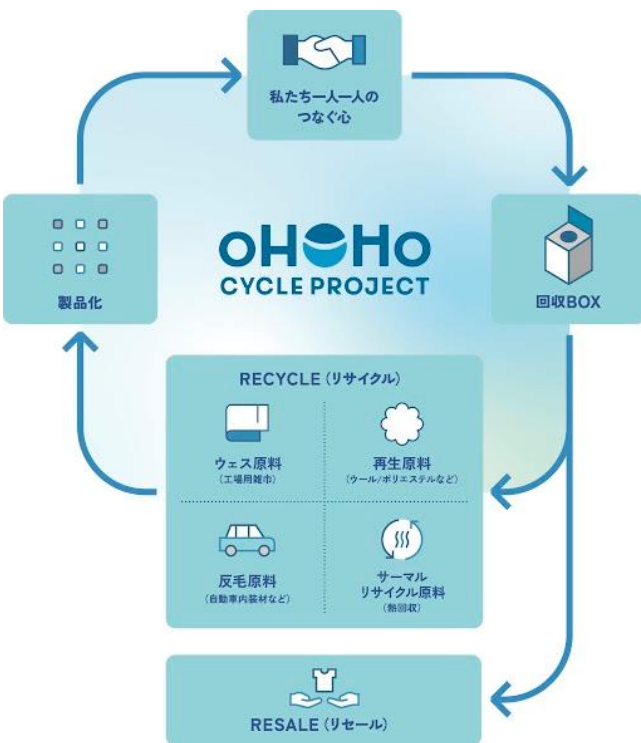 私たち一人一人の
つなぐ心
oHoHo
CYCLE PROJECT
製品化
回収BOX
RECYCLE(リサイクル)
ウェス原料
(工場用雑巾)
再生原料
(ウール/ポリエステルなど)
反毛原料
(自動車内装材など)
サーマル
リサイクル原料
(熱回収)
RESALE(リセール)